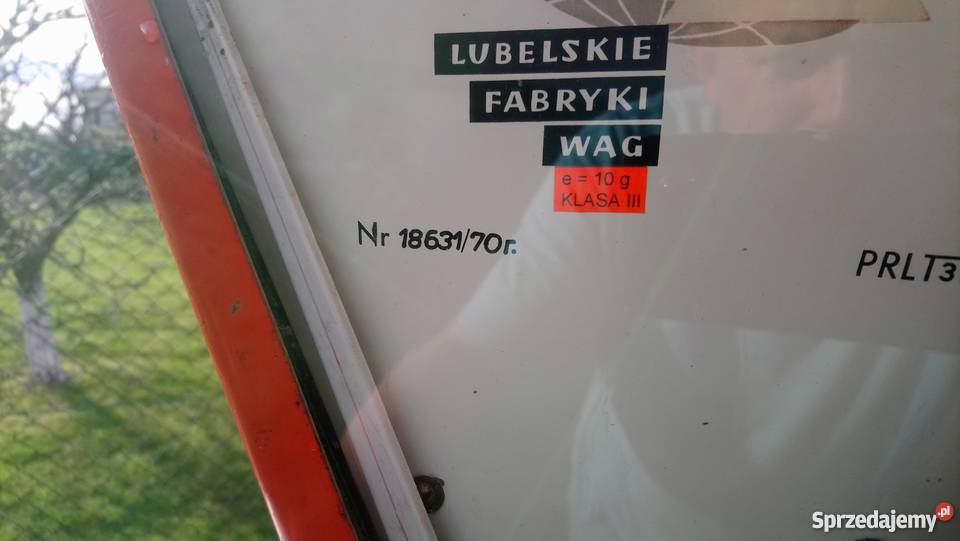 LUBELSKIE
FABRYKI
WAG
e = 10 g
KLASA III
Nr 18631/70r.
PRLT3
Sprzedajemy.pl